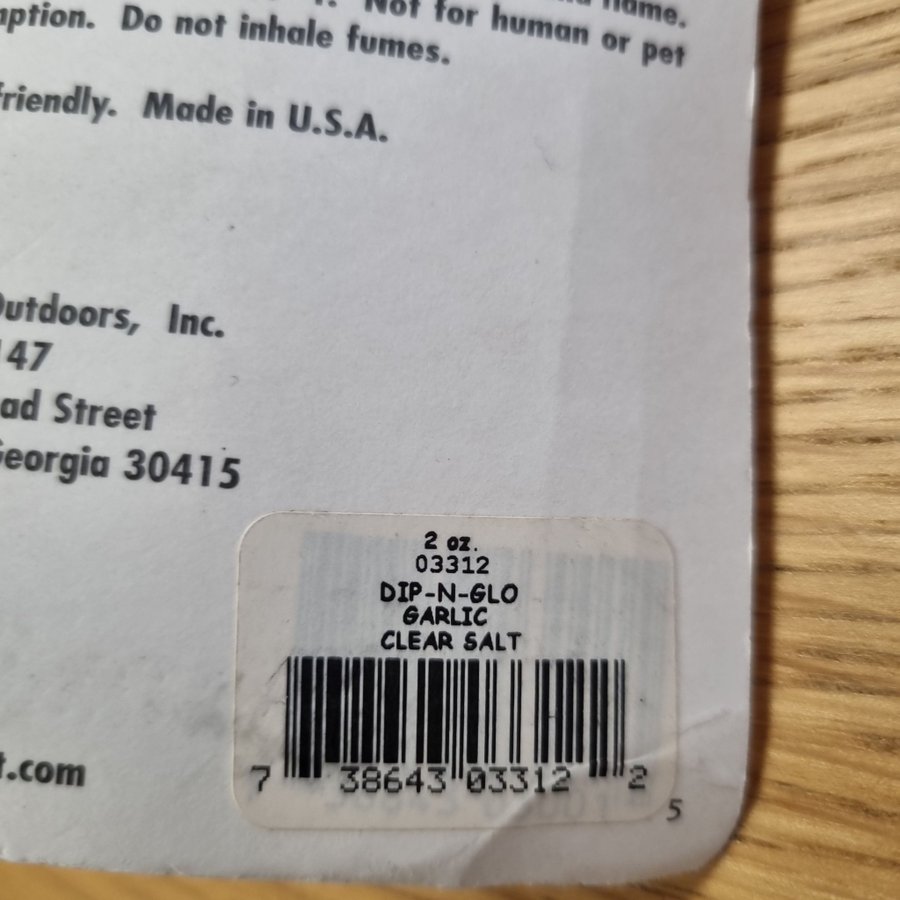 name.
Not for human or pet
Do not inhale fumes.
friendly. Made in U.S.A.
Outdoors, Inc.
147
ad Street
Georgia 30415
2 oz.
03312
DIP-N-GLO
GARLIC
CLEAR SALT
7 38643 03312 2
5
t.com